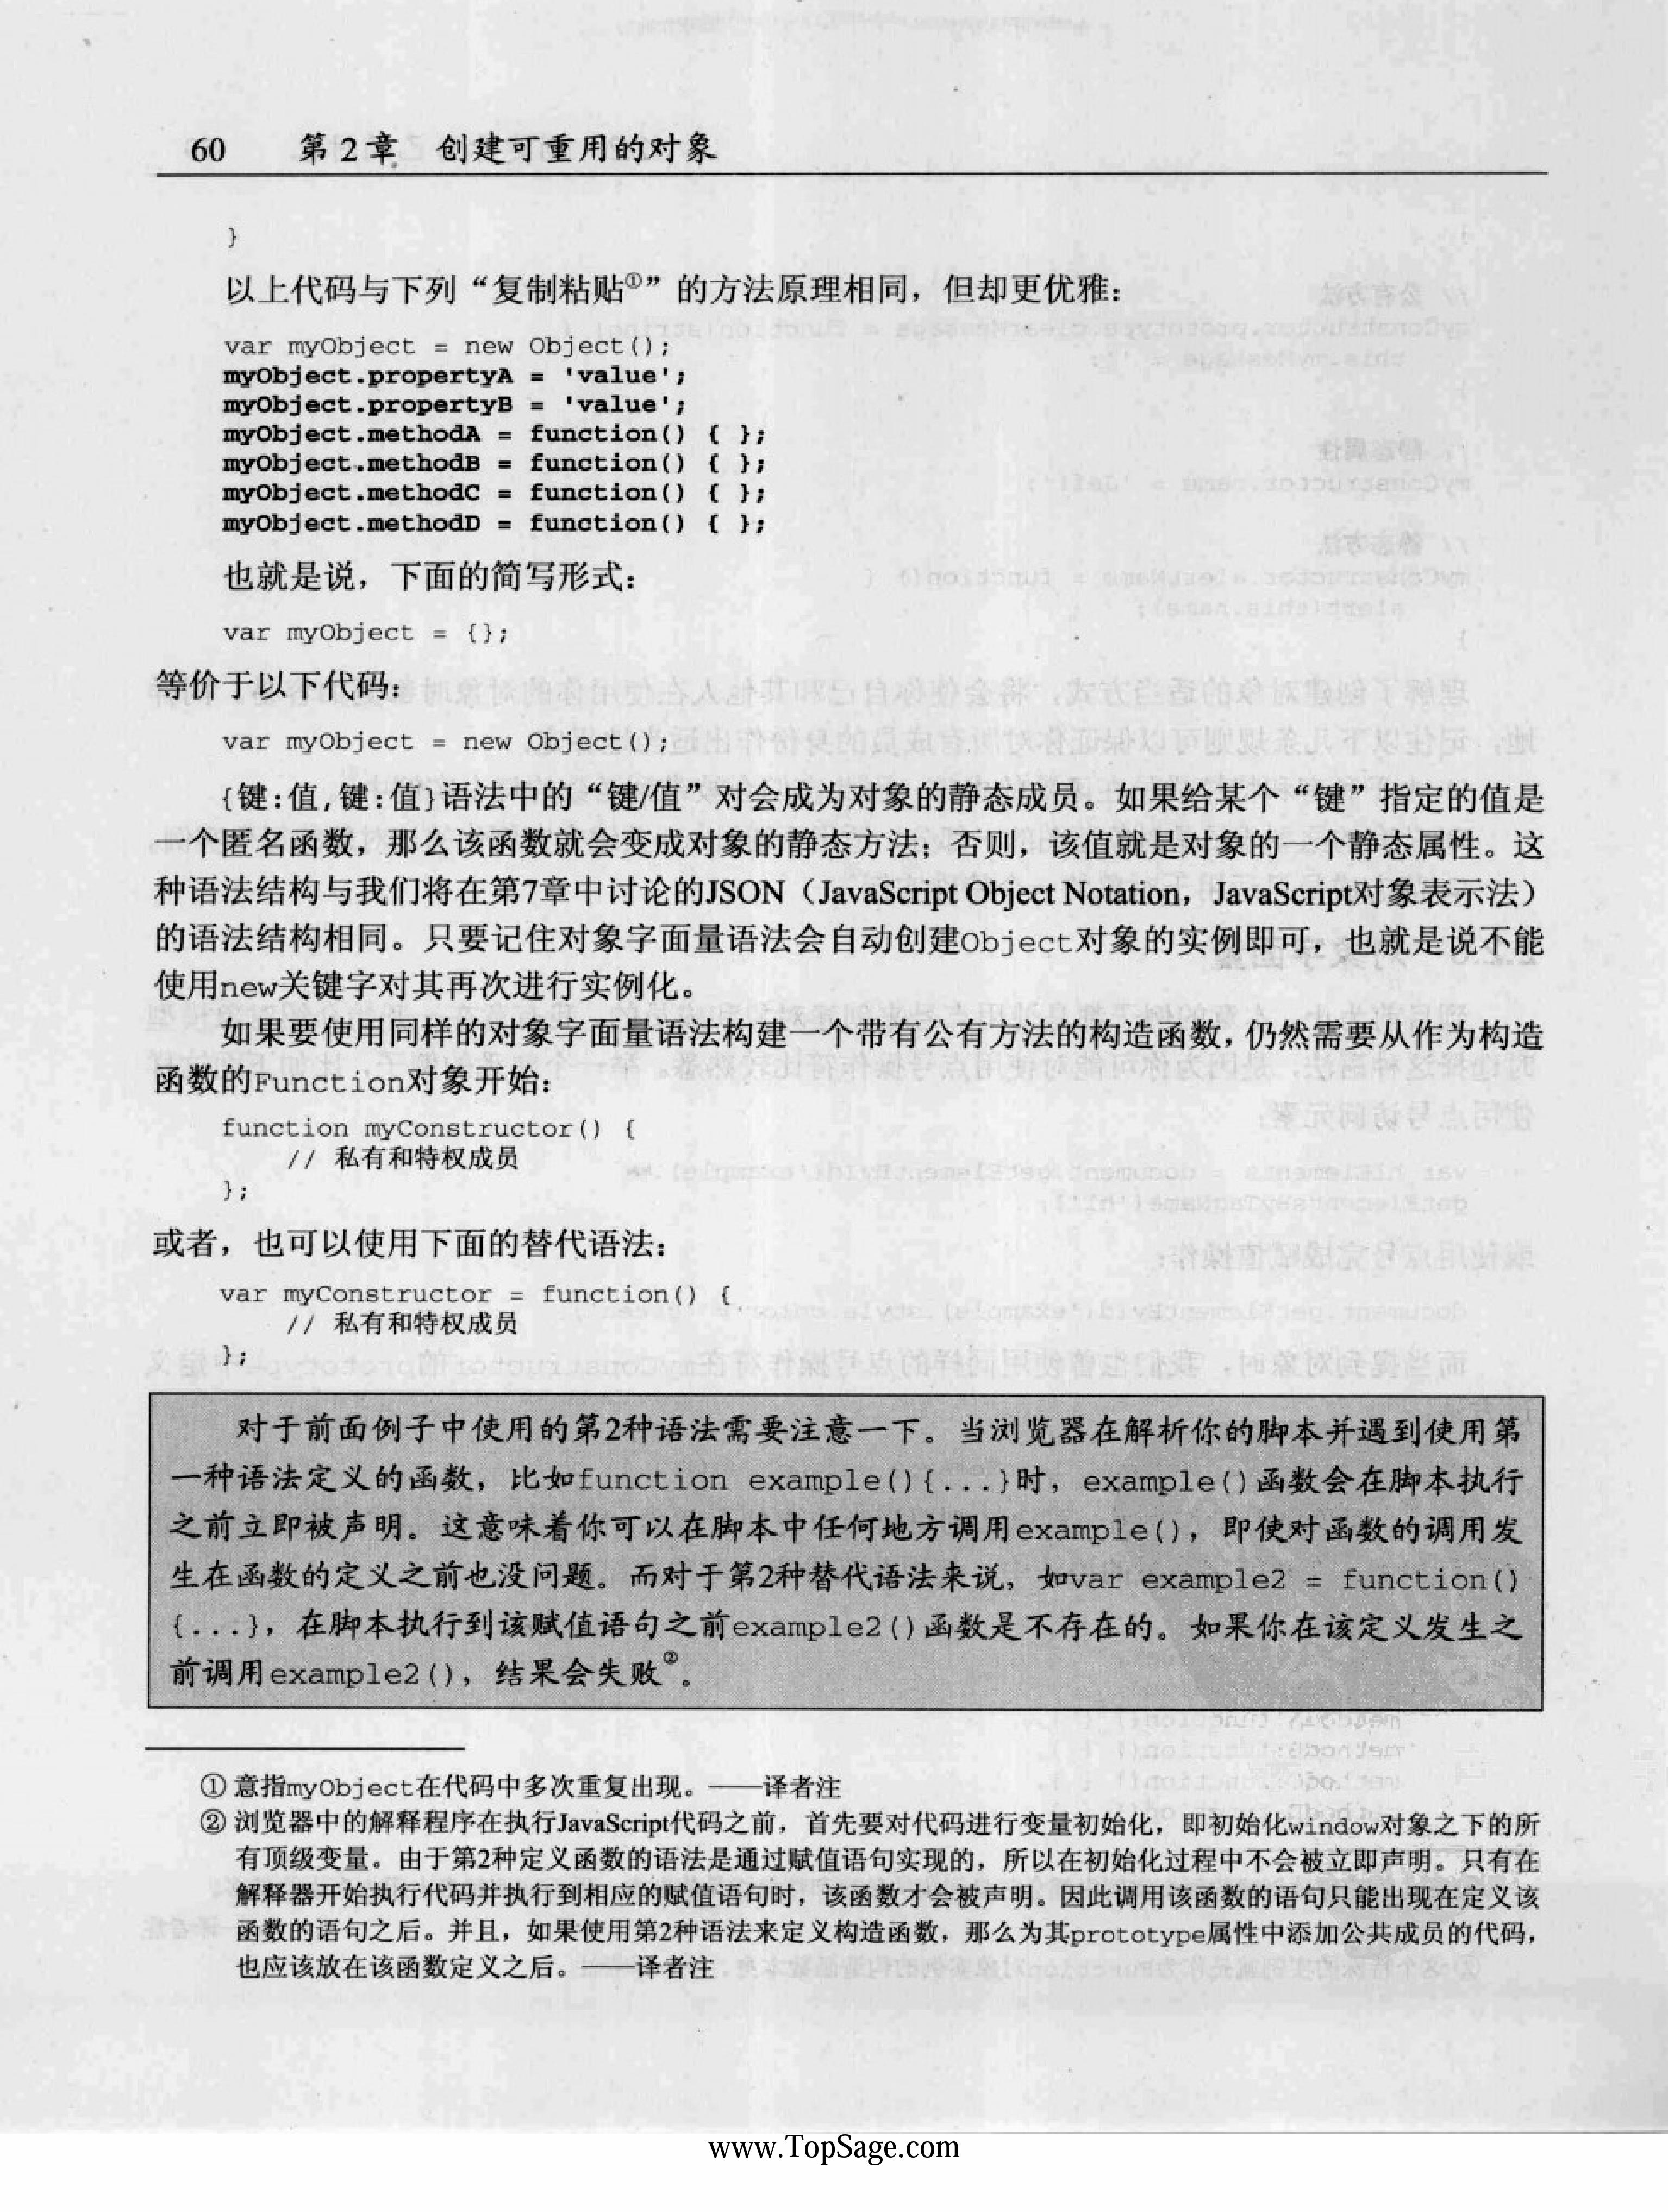 60 第 2 章 创建可重用的对象
}
以上代码与下列“复制粘贴①”的方法原理相同，但却更优雅：
var myObject = new Object();
myObject.propertyA = 'value';
myObject.propertyB = 'value';
myObject.methodA = function() { };
myObject.methodB = function() { };
myObject.methodC = function() { };
myObject.methodD = function() { };
也就是说，下面的简写形式：
var myObject = {};
等价于以下代码：
var myObject = new Object();
{键:值,键:值}语法中的“键/值”对会成为对象的静态成员。如果给某个“键”指定的值是
一个匿名函数，那么该函数就会变成对象的静态方法；否则，该值就是对象的一个静态属性。这
种语法结构与我们将在第7章中讨论的JSON（JavaScript Object Notation，JavaScript对象表示法）
的语法结构相同。只要记住对象字面量语法会自动创建Object对象的实例即可，也就是说不能
使用new关键字对其再次进行实例化。
如果要使用同样的对象字面量语法构建一个带有公有方法的构造函数，仍然需要从作为构造
函数的Function对象开始：
function myConstructor() {
// 私有和特权成员
};
或者，也可以使用下面的替代语法：
var myConstructor = function() {
// 私有和特权成员
};
对于前面例子中使用的第2种语法需要注意一下。当浏览器在解析你的脚本并遇到使用第
一种语法定义的函数，比如function example(){...}时，example()函数会在脚本执行
之前立即被声明。这意味着你可以在脚本中任何地方调用example()，即使对函数的调用发
生在函数的定义之前也没问题。而对于第2种替代语法来说，如var example2 = function()
{...}，在脚本执行到该赋值语句之前example2()函数是不存在的。如果你在该定义发生之
前调用example2()，结果会失败②。
① 意指myObject在代码中多次重复出现。——译者注
② 浏览器中的解释程序在执行JavaScript代码之前，首先要对代码进行变量初始化，即初始化window对象之下的所
有顶级变量。由于第2种定义函数的语法是通过赋值语句实现的，所以在初始化过程中不会被立即声明。只有在
解释器开始执行代码并执行到相应的赋值语句时，该函数才会被声明。因此调用该函数的语句只能出现在定义该
函数的语句之后。并且，如果使用第2种语法来定义构造函数，那么为其prototype属性中添加公共成员的代码，
也应该放在该函数定义之后。——译者注
www.TopSage.com